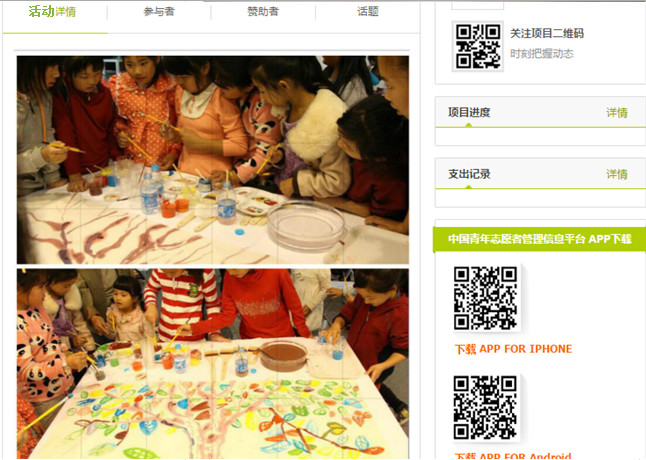 活动详情 参与者 赞助者 话题
关注项目二维码
时刻把握动态
项目进度 详情
支出记录 详情
中国青年志愿者管理信息平台 APP下载
下载 APP FOR IPHONE
下载 APP FOR Android